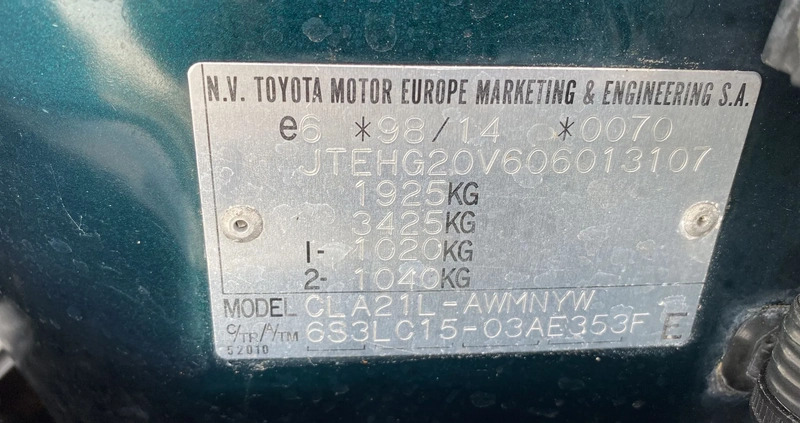 N.V. TOYOTA MOTOR EUROPE MARKETING & ENGINEERING S.A.
e6 *98/14 *0070
JTEHG20V606013107
1925KG
3425KG
1- 1020KG
2- 1040KG
MODEL CLA21L-AWMNYW
C/TR/A/TM 6S3LC15-03AE353F E
52010